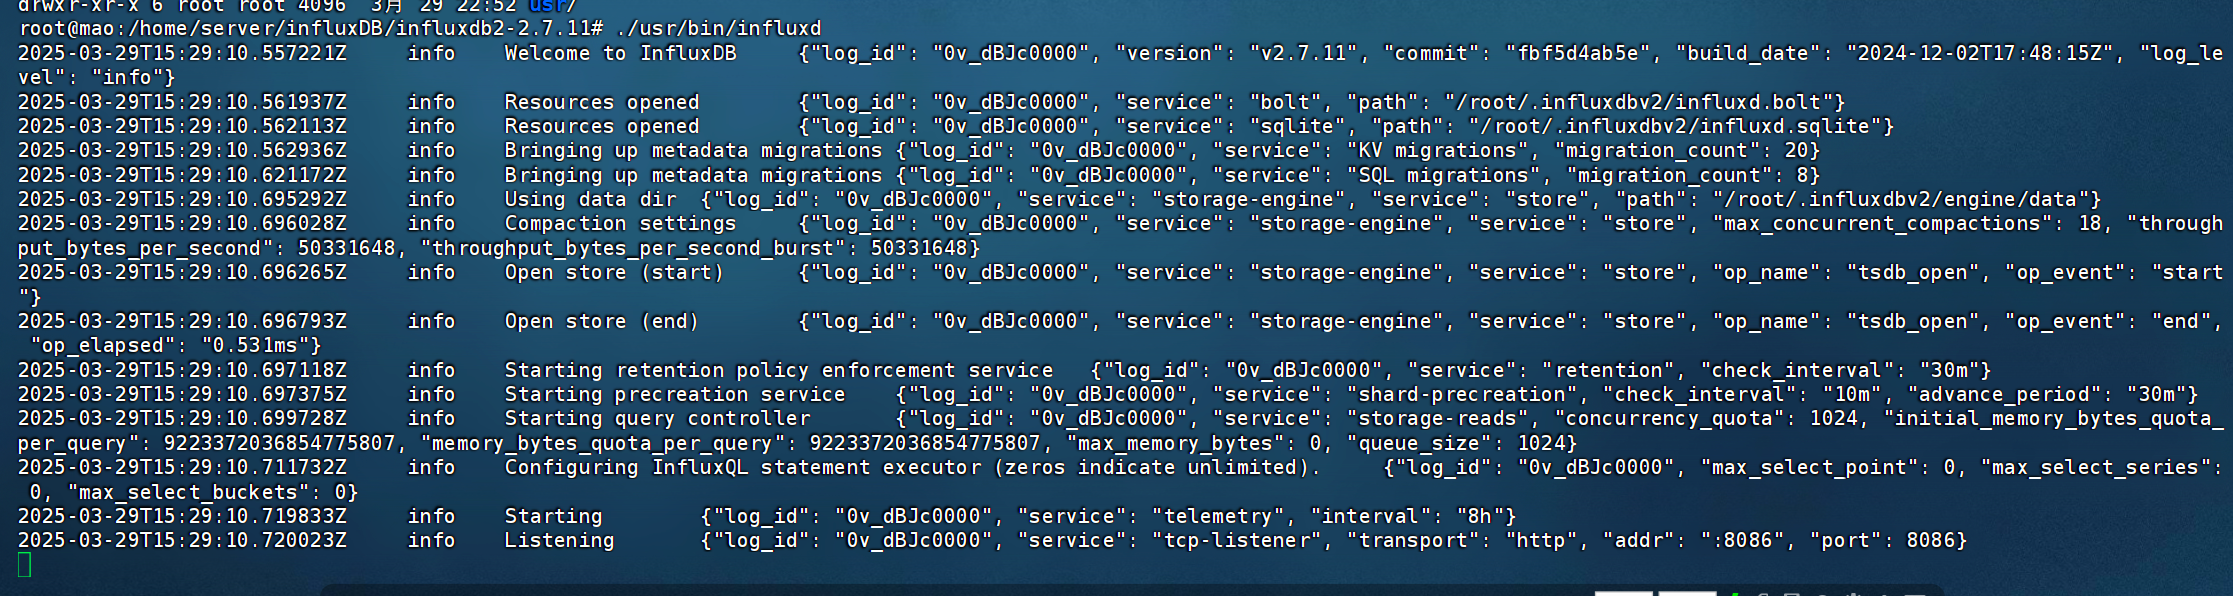 drwxr-xr-x 6 root root 4096  3月 29 22:52 usr/
root@mao:/home/server/influxDB/influxdb2-2.7.11# ./usr/bin/influxd
2025-03-29T15:29:10.557221Z     info    Welcome to InfluxDB     {"log_id": "0v_dBJc0000", "version": "v2.7.11", "commit": "fbf5d4ab5e", "build_date": "2024-12-02T17:48:15Z", "log_le
vel": "info"}
2025-03-29T15:29:10.561937Z     info    Resources opened        {"log_id": "0v_dBJc0000", "service": "bolt", "path": "/root/.influxdbv2/influxd.bolt"}
2025-03-29T15:29:10.562113Z     info    Resources opened        {"log_id": "0v_dBJc0000", "service": "sqlite", "path": "/root/.influxdbv2/influxd.sqlite"}
2025-03-29T15:29:10.562936Z     info    Bringing up metadata migrations {"log_id": "0v_dBJc0000", "service": "KV migrations", "migration_count": 20}
2025-03-29T15:29:10.621172Z     info    Bringing up metadata migrations {"log_id": "0v_dBJc0000", "service": "SQL migrations", "migration_count": 8}
2025-03-29T15:29:10.695292Z     info    Using data dir  {"log_id": "0v_dBJc0000", "service": "storage-engine", "service": "store", "path": "/root/.influxdbv2/engine/data"}
2025-03-29T15:29:10.696028Z     info    Compaction settings     {"log_id": "0v_dBJc0000", "service": "storage-engine", "service": "store", "max_concurrent_compactions": 18, "through
put_bytes_per_second": 50331648, "throughput_bytes_per_second_burst": 50331648}
2025-03-29T15:29:10.696265Z     info    Open store (start)      {"log_id": "0v_dBJc0000", "service": "storage-engine", "service": "store", "op_name": "tsdb_open", "op_event": "start
"}
2025-03-29T15:29:10.696793Z     info    Open store (end)        {"log_id": "0v_dBJc0000", "service": "storage-engine", "service": "store", "op_name": "tsdb_open", "op_event": "end",
 "op_elapsed": "0.531ms"}
2025-03-29T15:29:10.697118Z     info    Starting retention policy enforcement service   {"log_id": "0v_dBJc0000", "service": "retention", "check_interval": "30m"}
2025-03-29T15:29:10.697375Z     info    Starting precreation service    {"log_id": "0v_dBJc0000", "service": "shard-precreation", "check_interval": "10m", "advance_period": "30m"}
2025-03-29T15:29:10.699728Z     info    Starting query controller       {"log_id": "0v_dBJc0000", "service": "storage-reads", "concurrency_quota": 1024, "initial_memory_bytes_quota_
per_query": 9223372036854775807, "memory_bytes_quota_per_query": 9223372036854775807, "max_memory_bytes": 0, "queue_size": 1024}
2025-03-29T15:29:10.711732Z     info    Configuring InfluxQL statement executor (zeros indicate unlimited).     {"log_id": "0v_dBJc0000", "max_select_point": 0, "max_select_series":
 0, "max_select_buckets": 0}
2025-03-29T15:29:10.719833Z     info    Starting        {"log_id": "0v_dBJc0000", "service": "telemetry", "interval": "8h"}
2025-03-29T15:29:10.720023Z     info    Listening       {"log_id": "0v_dBJc0000", "service": "tcp-listener", "transport": "http", "addr": ":8086", "port": 8086}